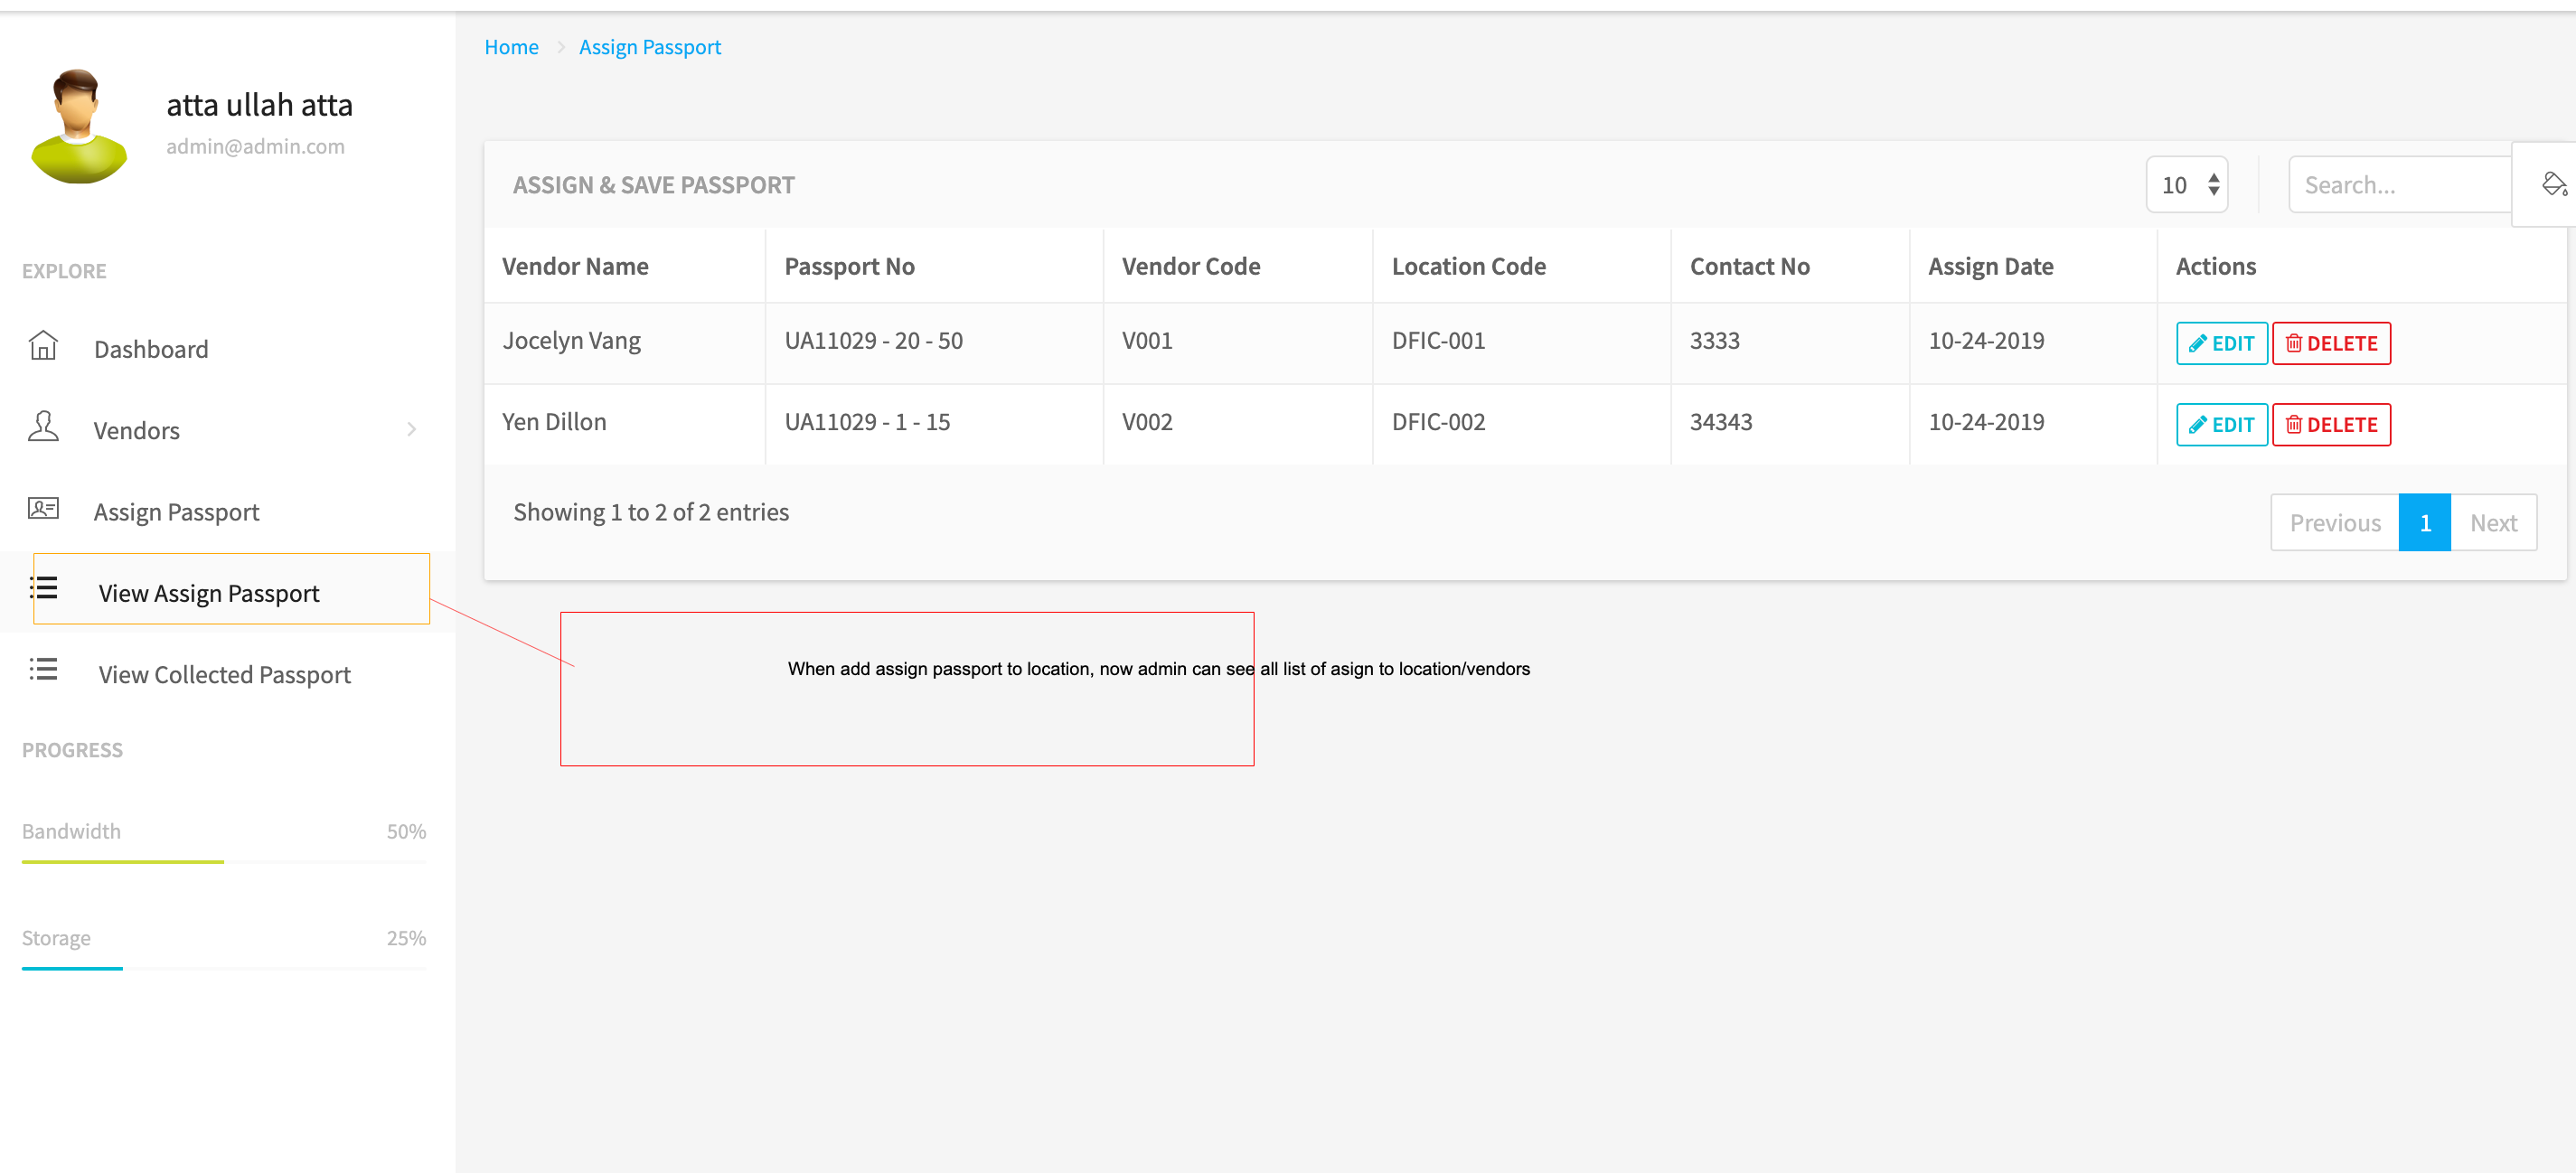 Home > Assign Passport
atta ullah atta
admin@admin.com
EXPLORE
Dashboard
Vendors
Assign Passport
View Assign Passport
View Collected Passport
PROGRESS
Bandwidth 50%
Storage 25%
ASSIGN & SAVE PASSPORT 10 Search...
Vendor Name Passport No Vendor Code Location Code Contact No Assign Date Actions
Jocelyn Vang UA11029 - 20 - 50 V001 DFIC-001 3333 10-24-2019 EDIT DELETE
Yen Dillon UA11029 - 1 - 15 V002 DFIC-002 34343 10-24-2019 EDIT DELETE
Showing 1 to 2 of 2 entries Previous 1 Next
When add assign passport to location, now admin can see all list of asign to location/vendors